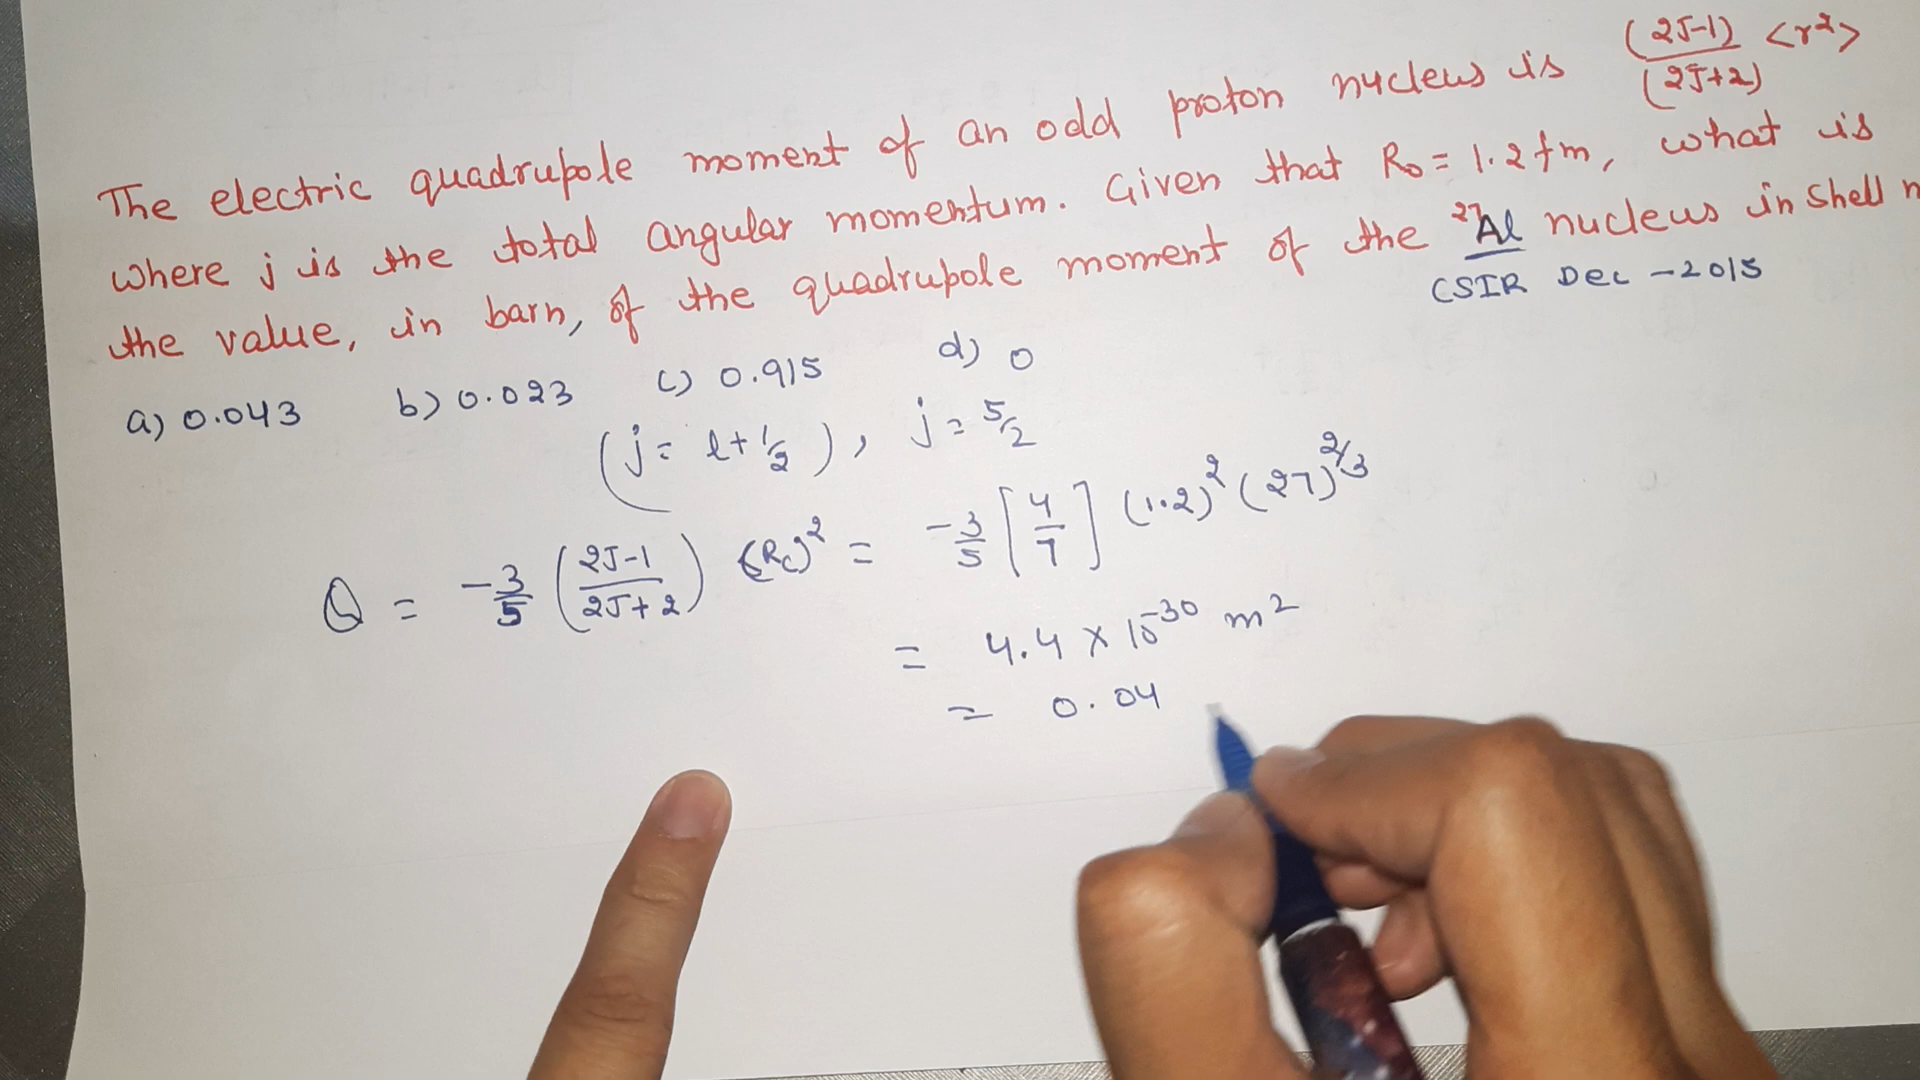 The electric quadrupole moment of an odd proton nucleus is (2J-1)/(2J+2) <r²>
where j is the total angular momentum. Given that R₀ = 1.2 fm, what is
the value, in barn, of the quadrupole moment of the ²⁷Al nucleus in shell
CSIR Dec -2015
a) 0.043 b) 0.023 c) 0.915 d) 0
(j = l+1/2), j = 5/2
Q = -3/5 ((2J-1)/(2J+2)) (R₀)² = -3/5 [4/7] (1.2)² (27)^2/3
= 4.4 × 10⁻³⁰ m²
= 0.04